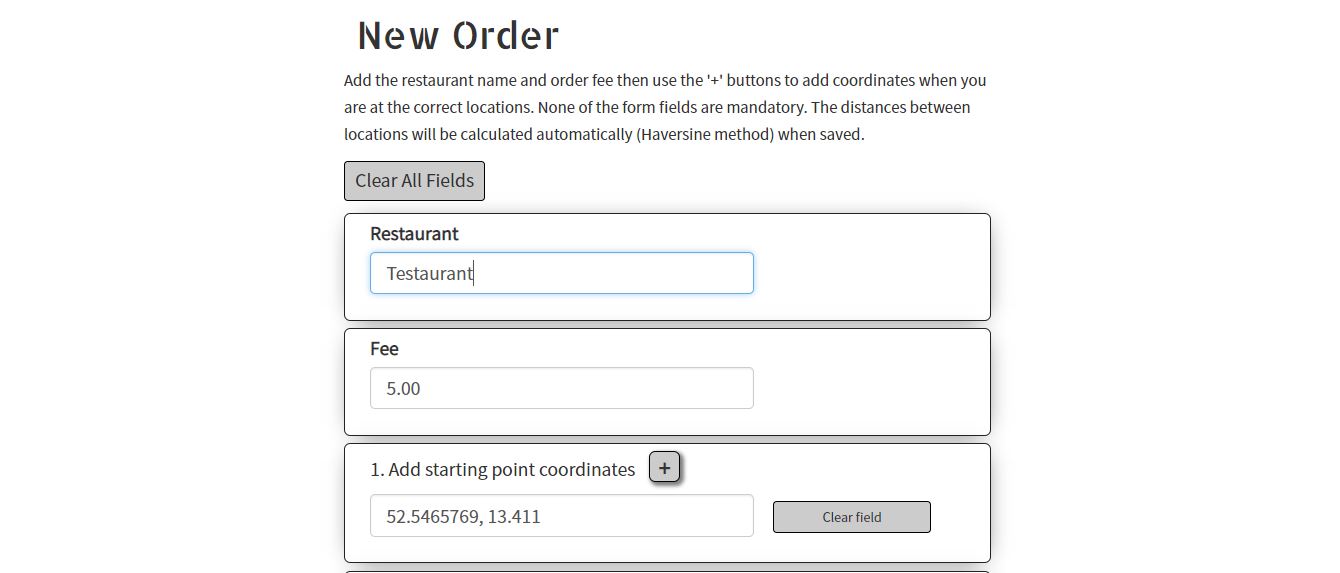 New Order
Add the restaurant name and order fee then use the '+' buttons to add coordinates when you
are at the correct locations. None of the form fields are mandatory. The distances between
locations will be calculated automatically (Haversine method) when saved.
Clear All Fields
Restaurant
Testaurant
Fee
5.00
1. Add starting point coordinates +
52.5465769, 13.411 Clear field